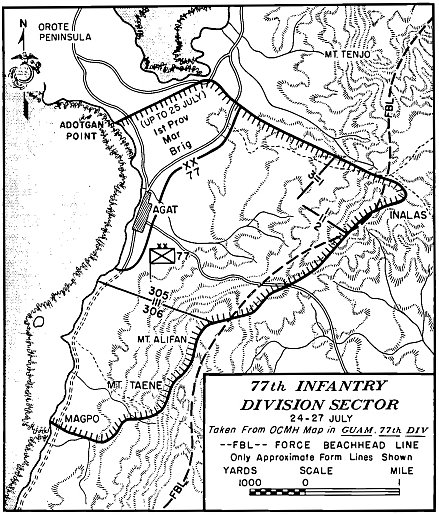 N
OROTE
PENINSULA
MT. TENJO
FBL
ADOTGAN
POINT
(UP TO 25 JULY)
1st Prov
Mar
Brig
XX
77
3
INALAS
2
AGAT
XX
77
305
III
306
MT. ALIFAN
MT. TAENE
MAGPO
FBL
77th INFANTRY
DIVISION SECTOR
24-27 JULY
Taken From OCMH Map in GUAM, 77th DIV
--FBL-- FORCE BEACHHEAD LINE
Only Approximate Form Lines Shown
YARDS SCALE MILE
1000 0 1